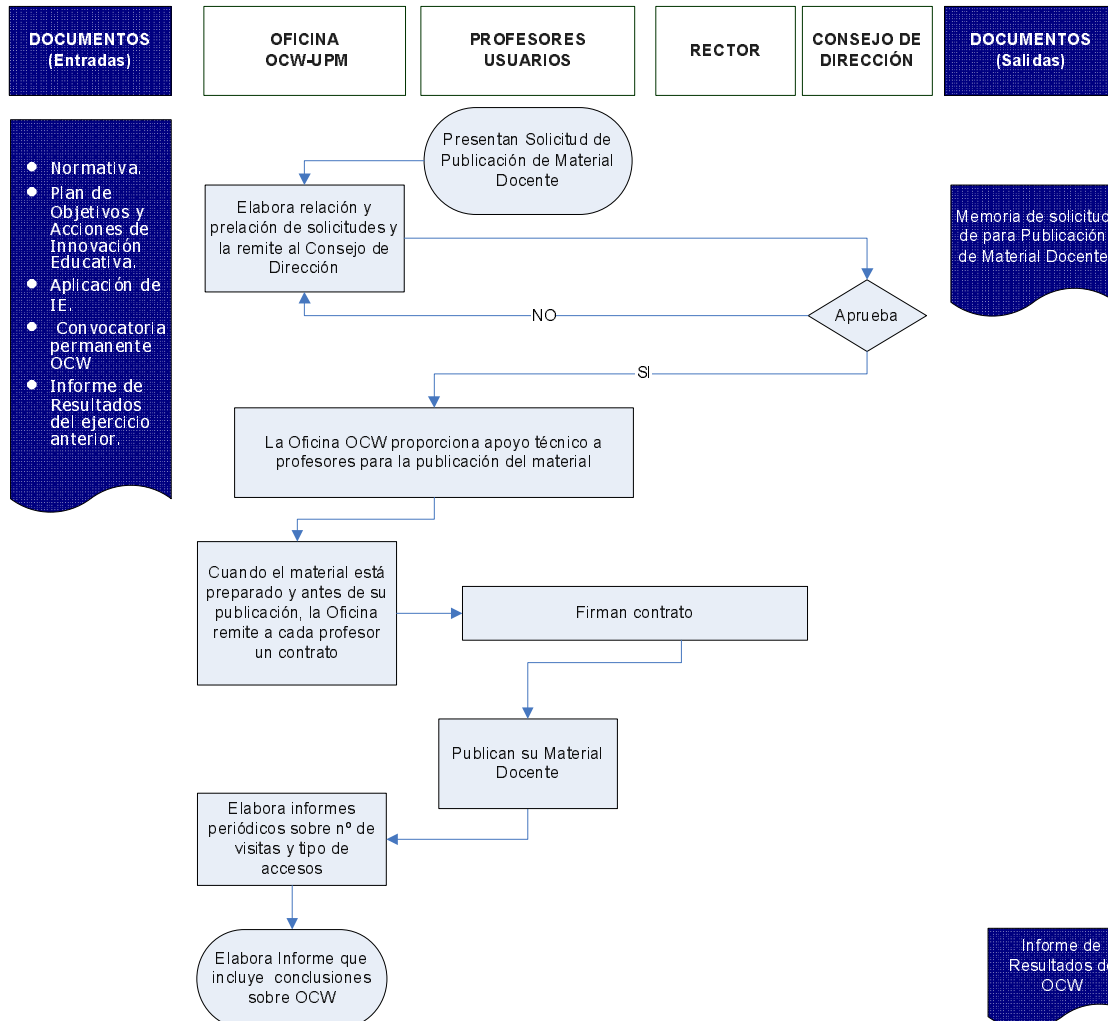 DOCUMENTOS
(Entradas)
OFICINA
OCW-UPM
PROFESORES
USUARIOS
RECTOR
CONSEJO DE
DIRECCIÓN
DOCUMENTOS
(Salidas)
Normativa.
Plan de
Objetivos y
Acciones de
Innovación
Educativa.
Aplicación de
IE.
Convocatoria
permanente
OCW
Informe de
Resultados
del ejercicio
anterior.
Presentan Solicitud de
Publicación de Material
Docente
Elabora relación y
prelación de solicitudes y
la remite al Consejo de
Dirección
Memoria de solicitud
de para Publicación
de Material Docente
Aprueba
NO
SI
La Oficina OCW proporciona apoyo técnico a
profesores para la publicación del material
Cuando el material está
preparado y antes de su
publicación, la Oficina
remite a cada profesor
un contrato
Firman contrato
Publican su Material
Docente
Elabora informes
periódicos sobre nº de
visitas y tipo de
accesos
Elabora Informe que
incluye conclusiones
sobre OCW
Informe de
Resultados de
OCW